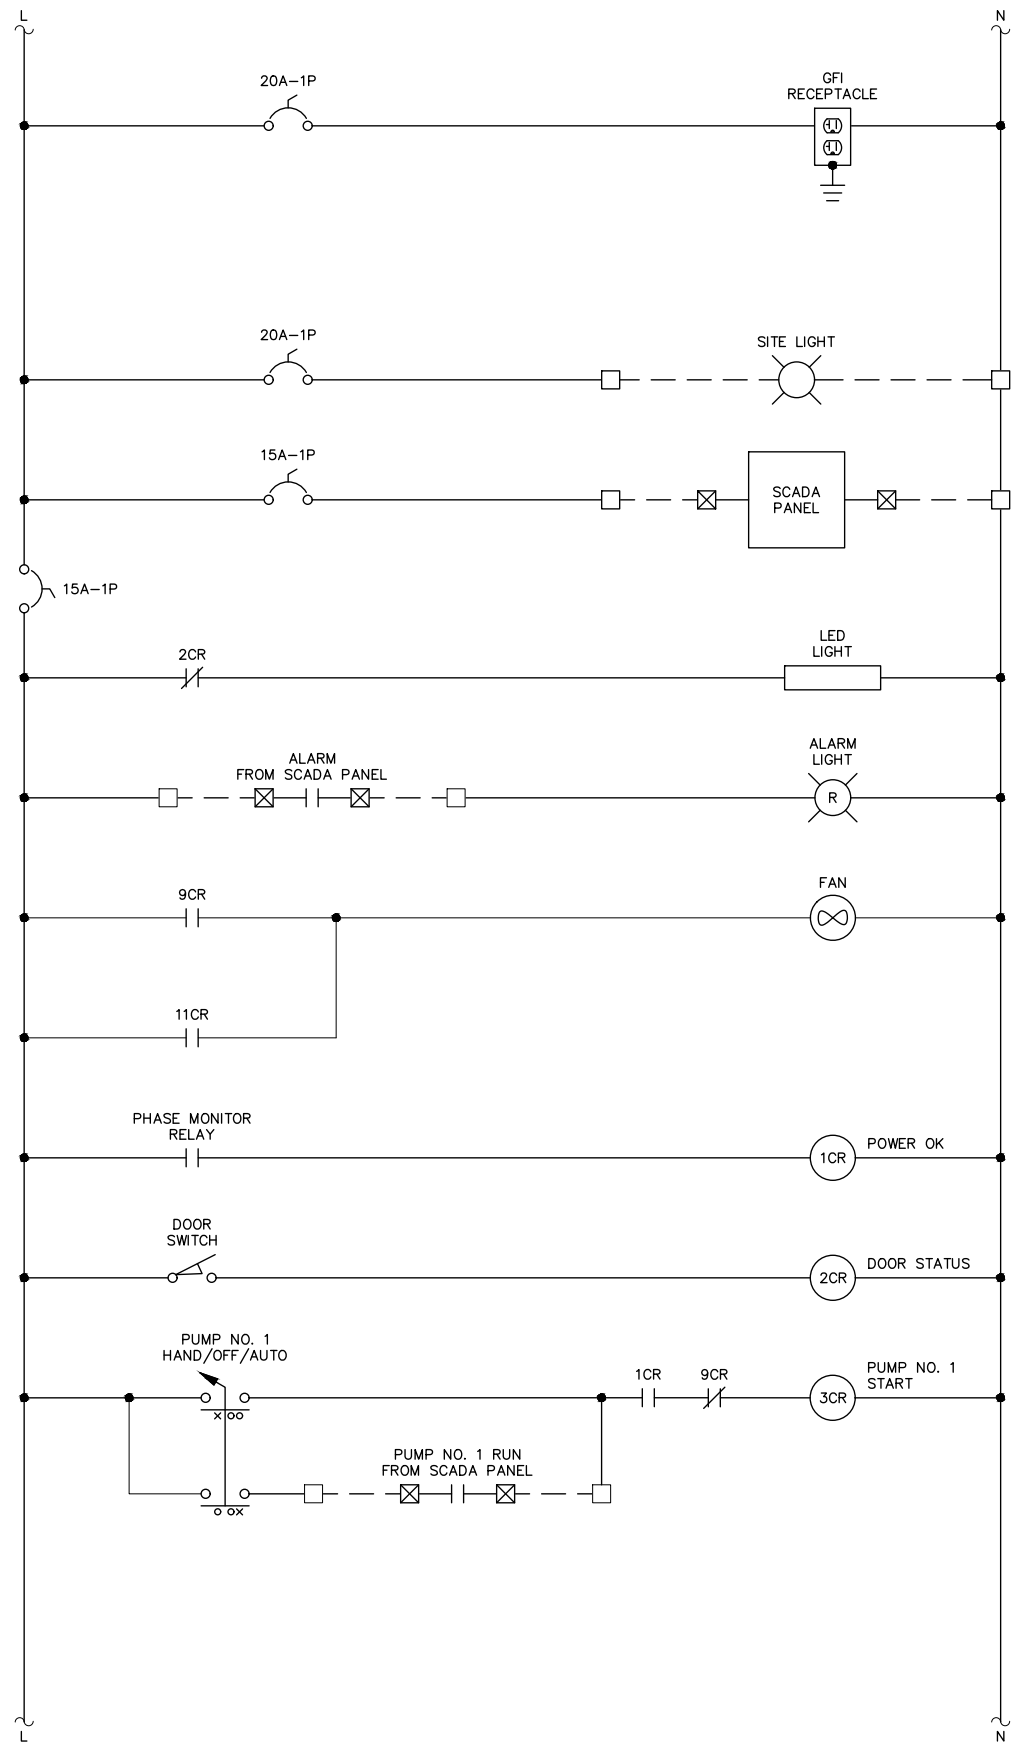 L
N
20A-1P
GFI
RECEPTACLE
20A-1P
SITE LIGHT
15A-1P
SCADA
PANEL
15A-1P
LED
LIGHT
2CR
ALARM
LIGHT
ALARM
FROM SCADA PANEL
R
FAN
9CR
11CR
PHASE MONITOR
RELAY
POWER OK
1CR
DOOR
SWITCH
DOOR STATUS
2CR
PUMP NO. 1
HAND/OFF/AUTO
1CR
9CR
PUMP NO. 1
START
3CR
X OO
PUMP NO. 1 RUN
FROM SCADA PANEL
O OX
L
N